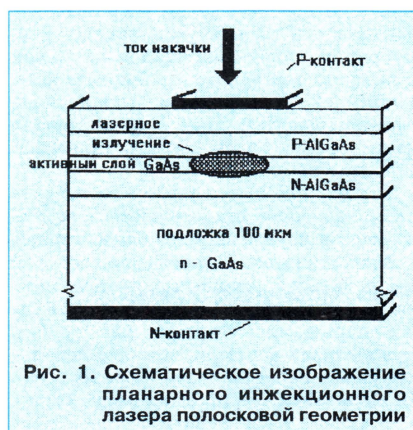 ток накачки
P-контакт
лазерное
излучение
P-AlGaAs
активный слой GaAs
N-AlGaAs
подложка 100 мкм
n - GaAs
N-контакт
Рис. 1. Схематическое изображение
планарного инжекционного
лазера полосковой геометрии